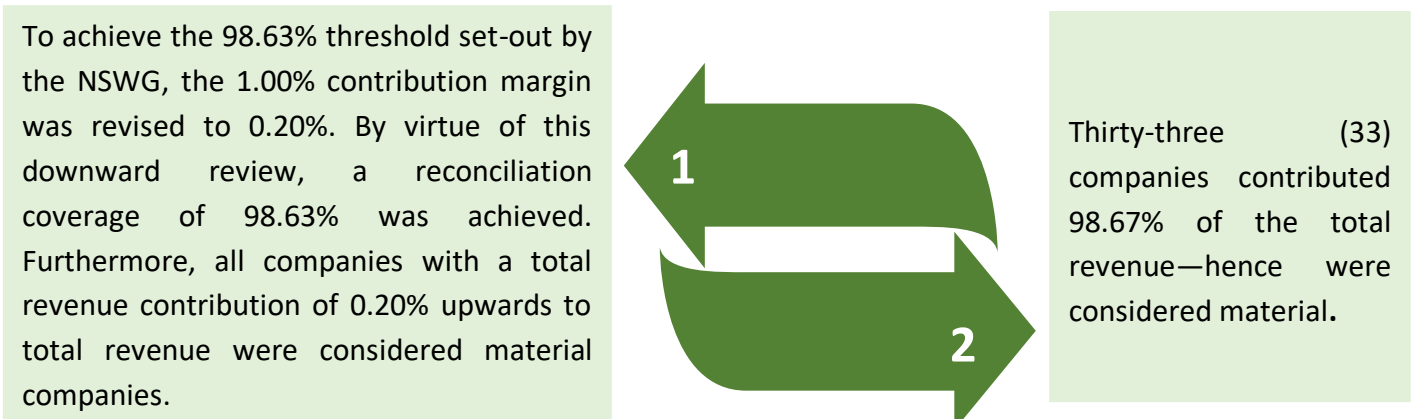 To achieve the 98.63% threshold set-out by
the NSWG, the 1.00% contribution margin
was revised to 0.20%. By virtue of this
downward review, a reconciliation
coverage of 98.63% was achieved.
Furthermore, all companies with a total
revenue contribution of 0.20% upwards to
total revenue were considered material
companies.
1
2
Thirty-three (33)
companies contributed
98.67% of the total
revenue—hence were
considered material.